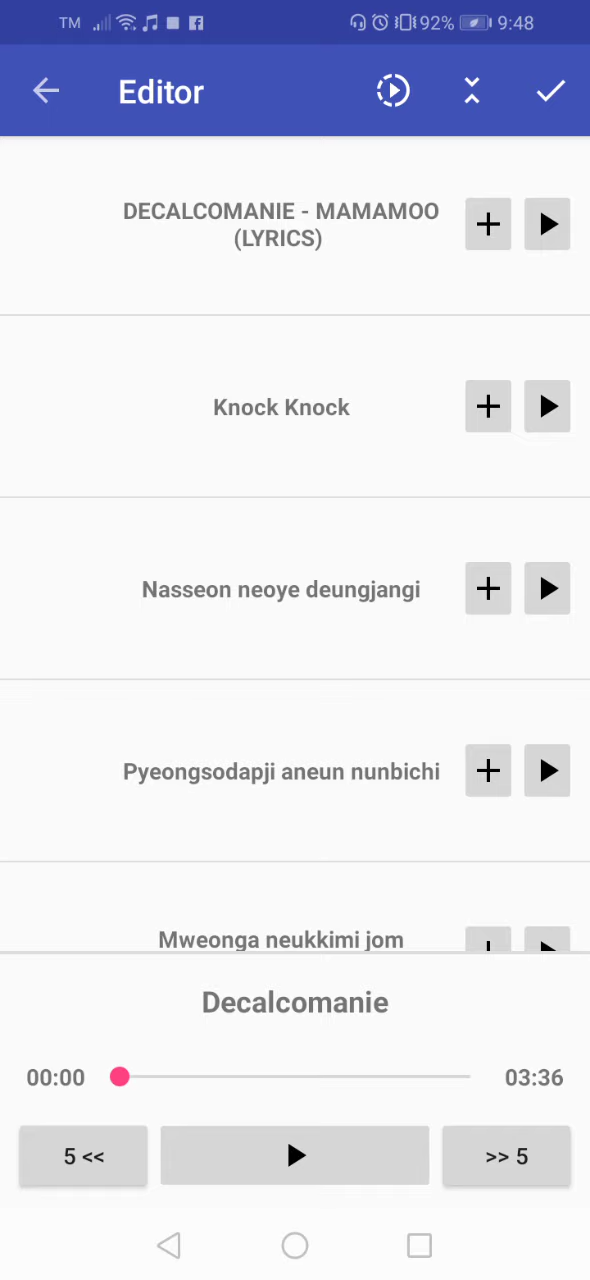 TM 92% 9:48
Editor
DECALCOMANIE - MAMAMOO
(LYRICS)
Knock Knock
Nasseon neoye deungjangi
Pyeongsodapji aneun nunbichi
Mweonga neukkimi jom
Decalcomanie
00:00 03:36
5 << >> 5